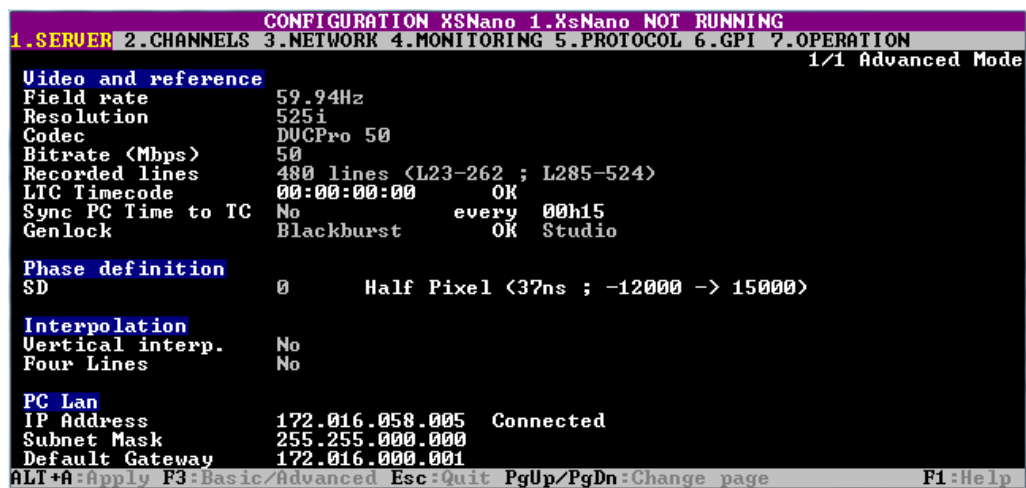 CONFIGURATION XSNano 1.XsNano NOT RUNNING
1.SERVER 2.CHANNELS 3.NETWORK 4.MONITORING 5.PROTOCOL 6.GPI 7.OPERATION
1/1 Advanced Mode
Video and reference
Field rate 59.94Hz
Resolution 525i
Codec DVCPro 50
Bitrate (Mbps) 50
Recorded lines 480 lines (L23-262 ; L285-524)
LTC Timecode 00:00:00:00 OK
Sync PC Time to TC No every 00h15
Genlock Blackburst OK Studio
Phase definition
SD 0 Half Pixel (37ns ; -12000 -> 15000)
Interpolation
Vertical interp. No
Four Lines No
PC Lan
IP Address 172.016.058.005 Connected
Subnet Mask 255.255.000.000
Default Gateway 172.016.000.001
ALT+A:Apply F3:Basic/Advanced Esc:Quit PgUp/PgDn:Change page F1:Help